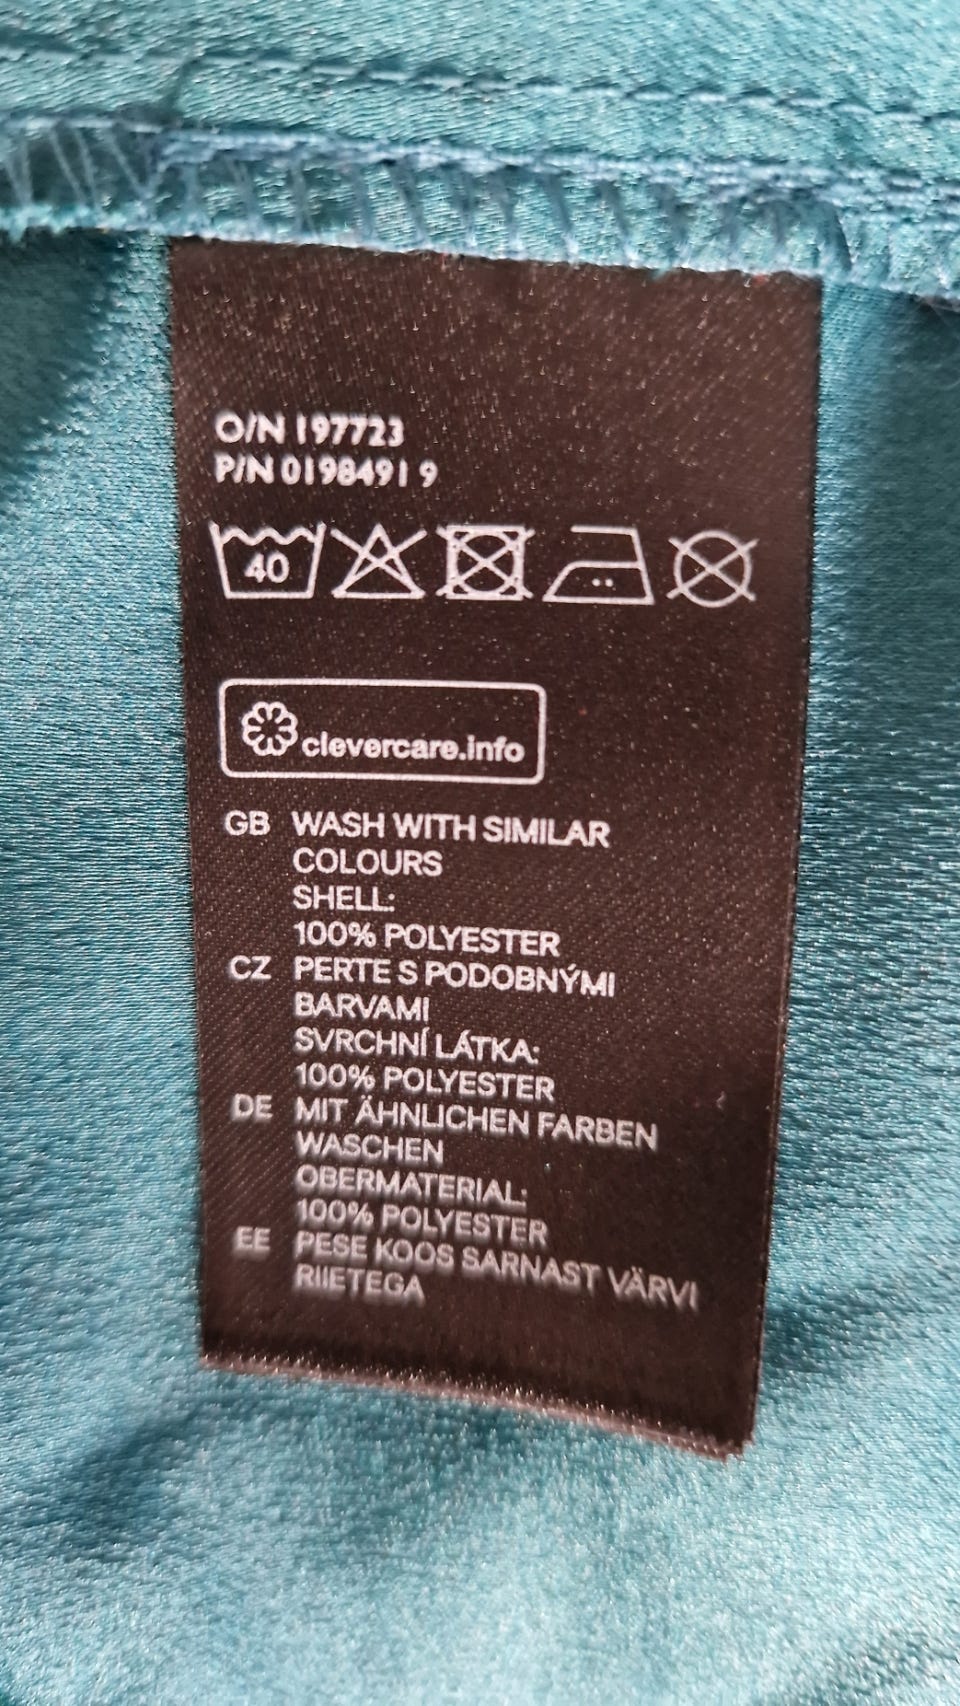 O/N 197723
P/N 0198491 9
40
clevercare.info
GB WASH WITH SIMILAR
COLOURS
SHELL:
100% POLYESTER
CZ PERTE S PODOBNÝMI
BARVAMI
SVRCHNÍ LÁTKA:
100% POLYESTER
DE MIT ÄHNLICHEN FARBEN
WASCHEN
OBERMATERIAL:
100% POLYESTER
EE PESE KOOS SARNAST VÄRVI
RIIETEGA